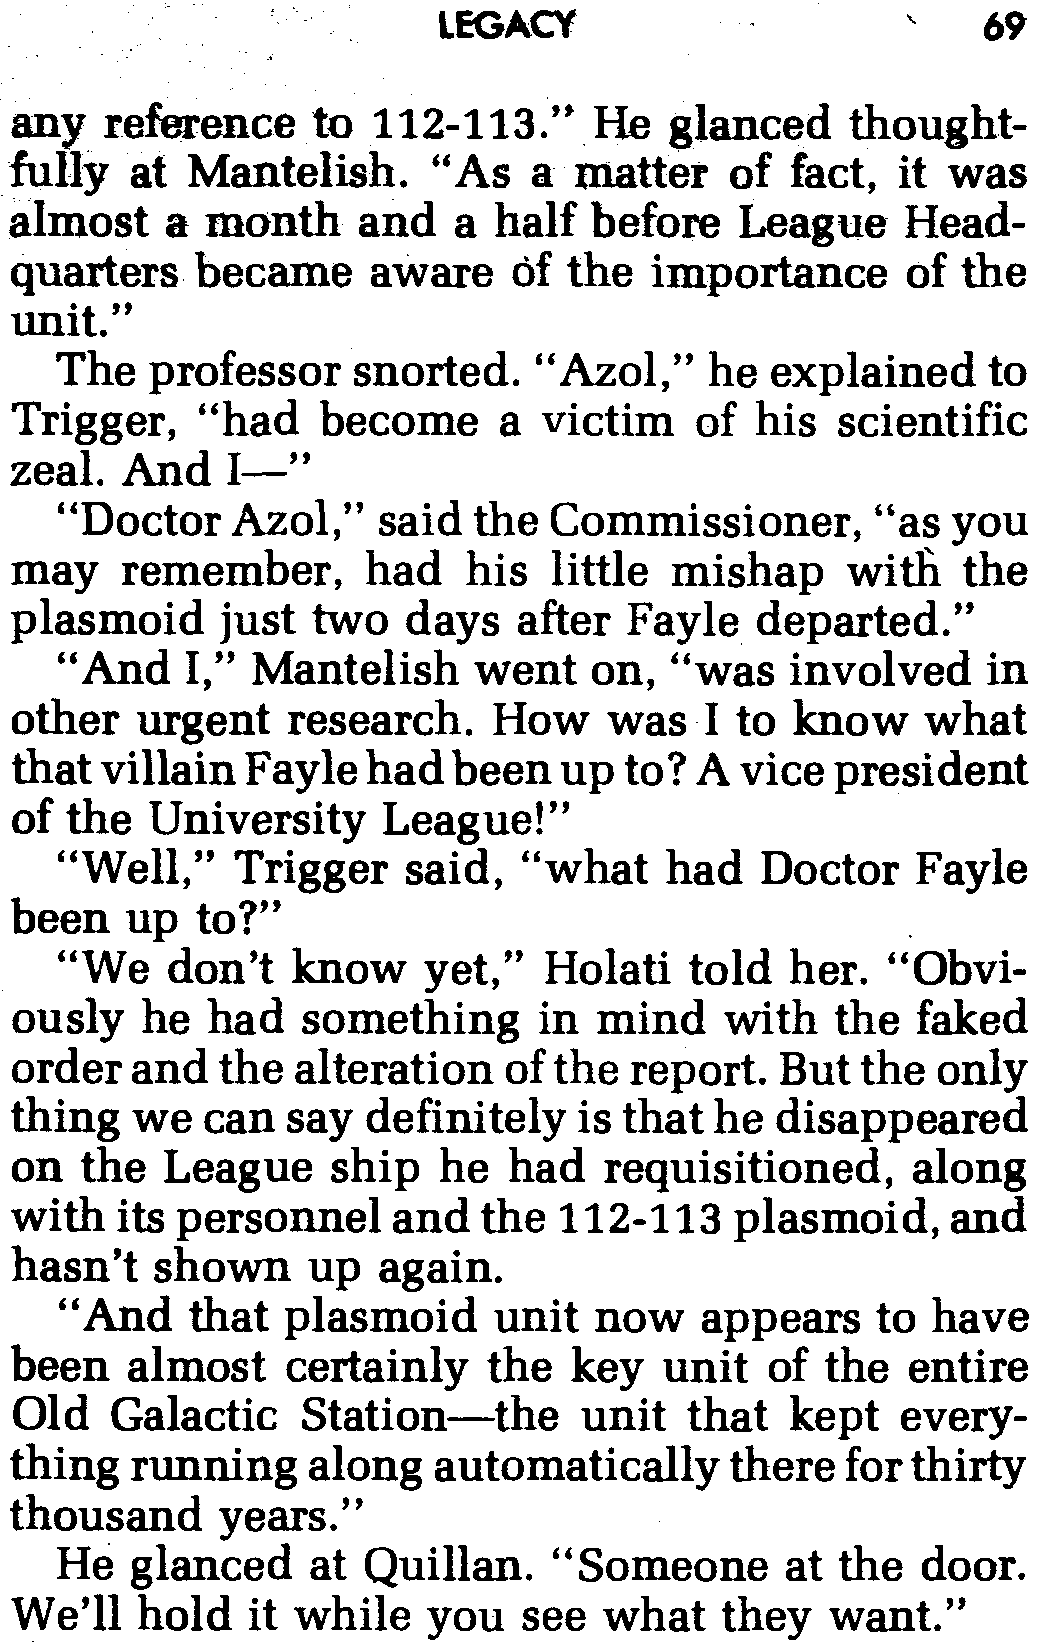 LEGACY 69
any reference to 112-113." He glanced thought-
fully at Mantelish. "As a matter of fact, it was
almost a month and a half before League Head-
quarters became aware of the importance of the
unit."
The professor snorted. "Azol," he explained to
Trigger, "had become a victim of his scientific
zeal. And I—"
"Doctor Azol," said the Commissioner, "as you
may remember, had his little mishap with the
plasmoid just two days after Fayle departed."
"And I," Mantelish went on, "was involved in
other urgent research. How was I to know what
that villain Fayle had been up to? A vice president
of the University League!"
"Well," Trigger said, "what had Doctor Fayle
been up to?"
"We don't know yet," Holati told her. "Obvi-
ously he had something in mind with the faked
order and the alteration of the report. But the only
thing we can say definitely is that he disappeared
on the League ship he had requisitioned, along
with its personnel and the 112-113 plasmoid, and
hasn't shown up again.
"And that plasmoid unit now appears to have
been almost certainly the key unit of the entire
Old Galactic Station—the unit that kept every-
thing running along automatically there for thirty
thousand years."
He glanced at Quillan. "Someone at the door.
We'll hold it while you see what they want."